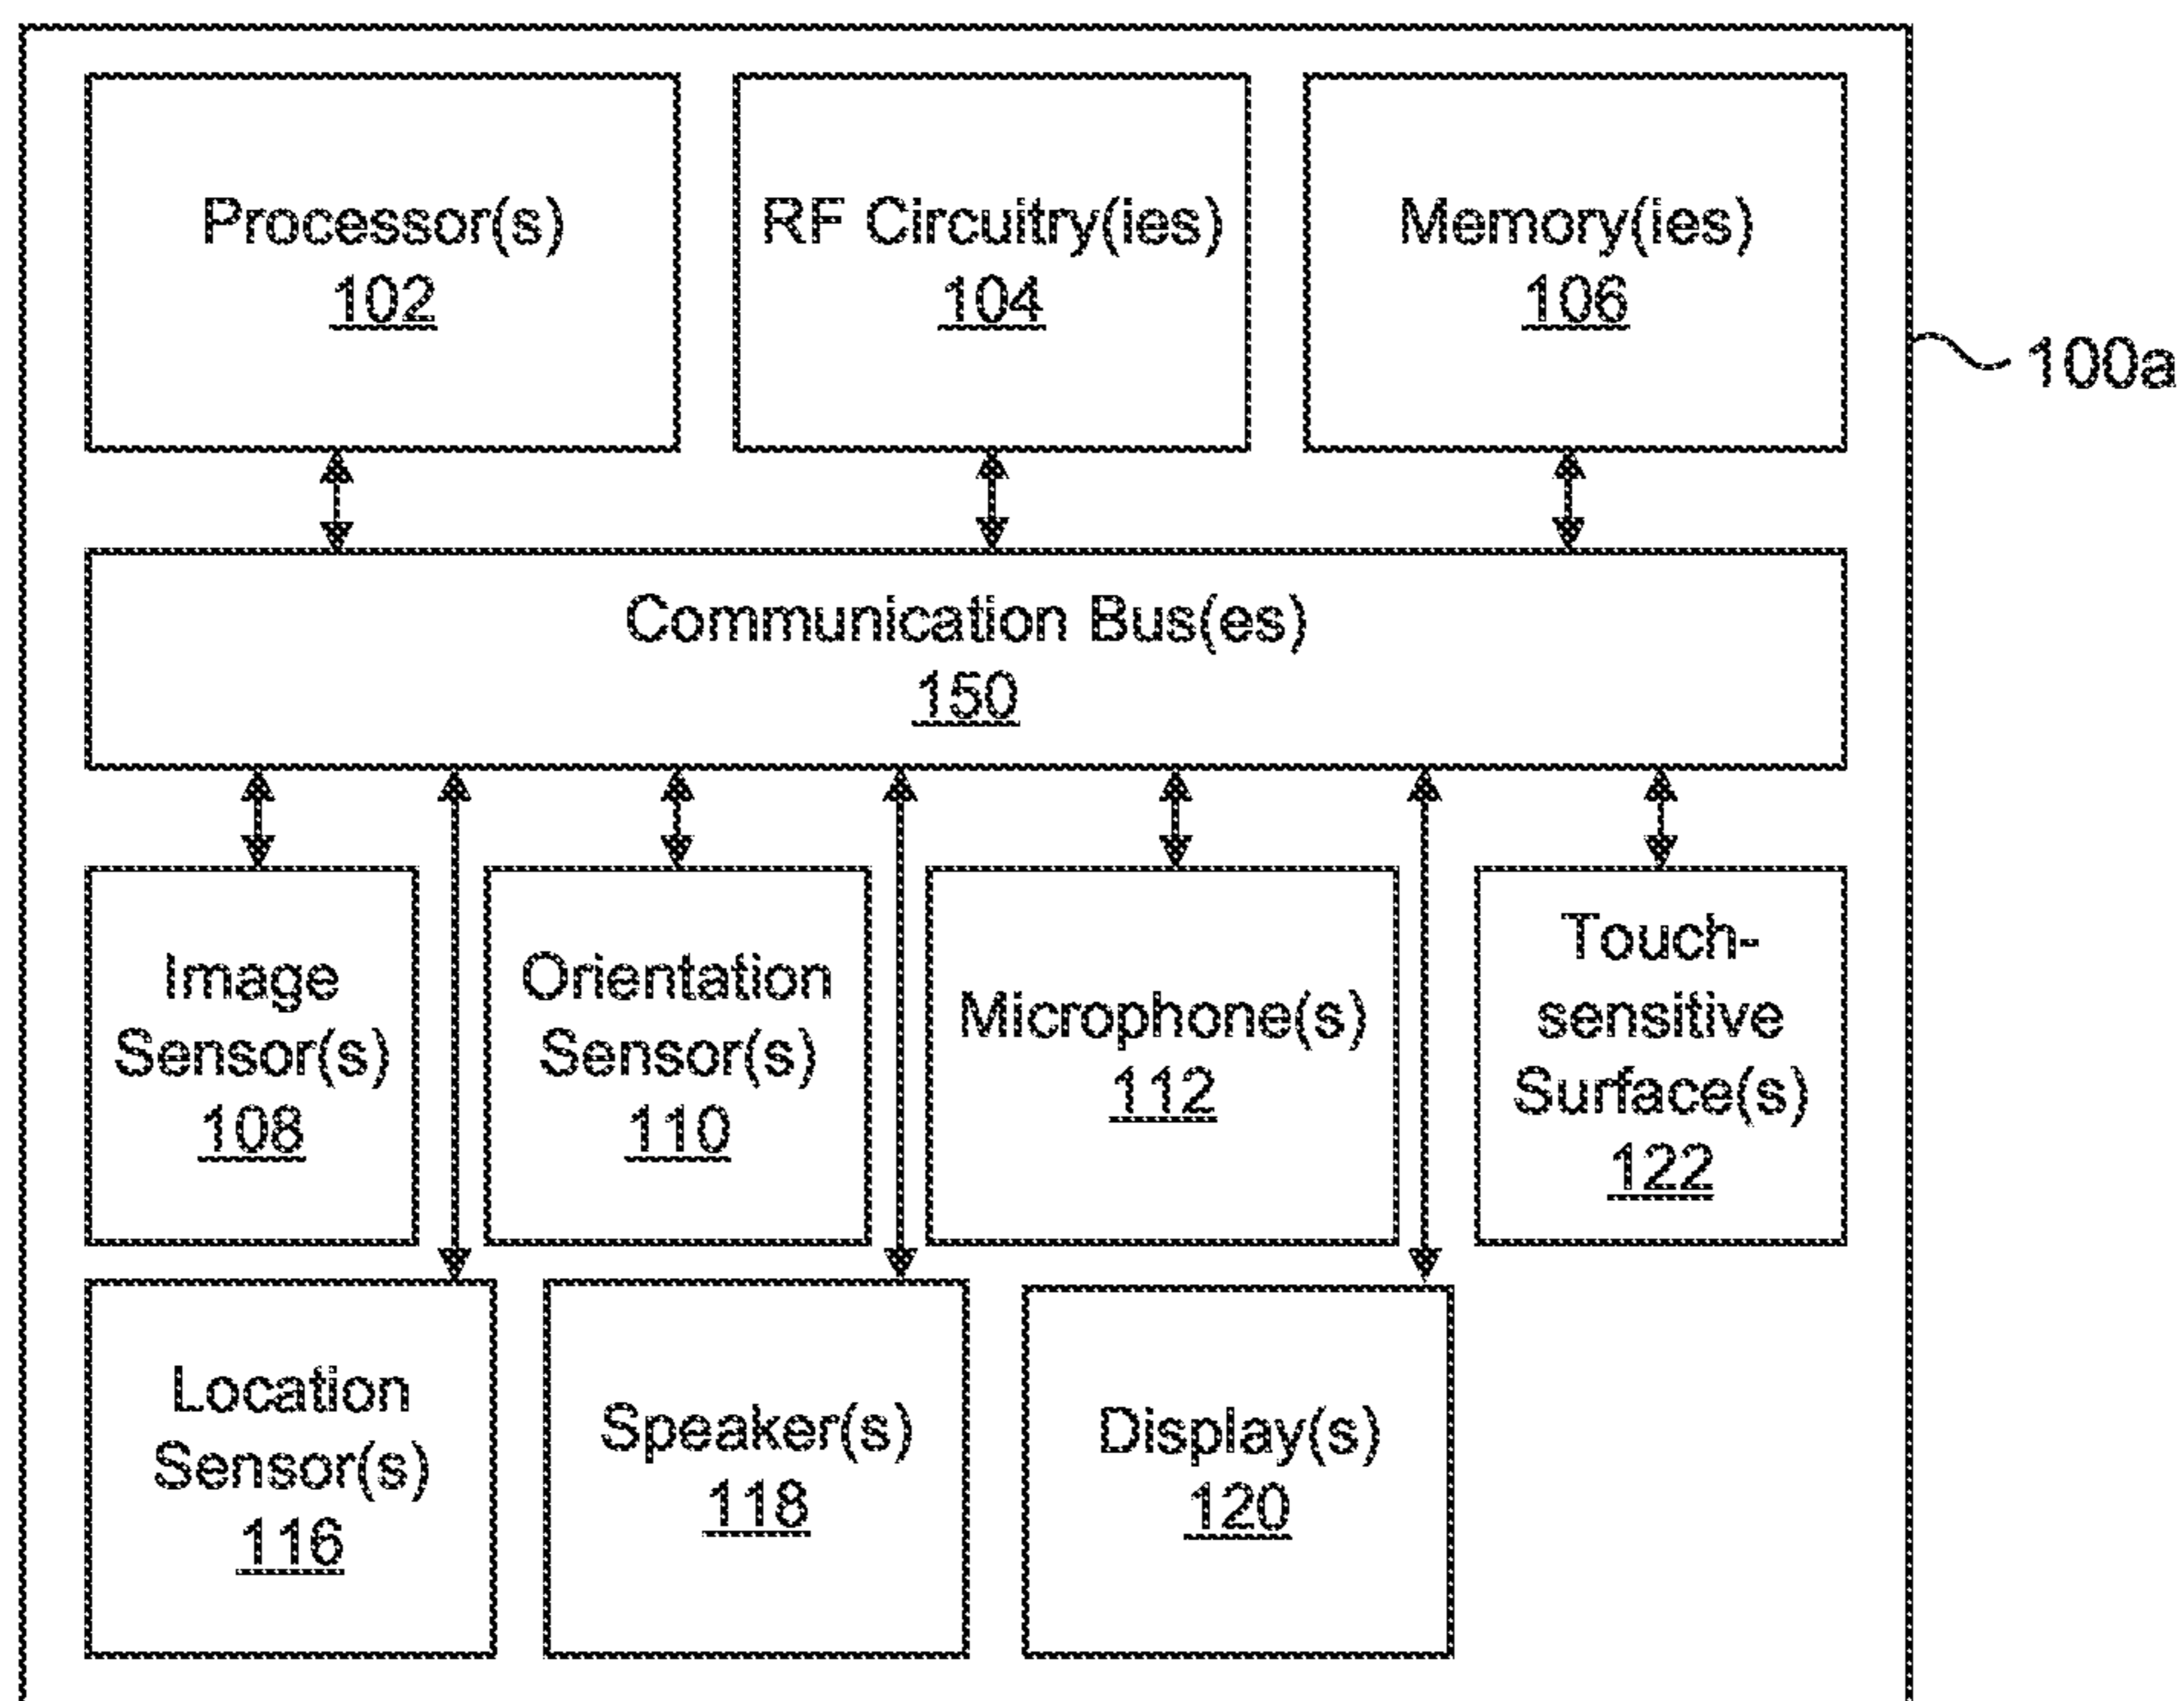 Processor(s)
102
RF Circuitry(ies)
104
Memory(ies)
106
100a
Communication Bus(es)
150
Image
Sensor(s)
108
Orientation
Sensor(s)
110
Microphone(s)
112
Touch-
sensitive
Surface(s)
122
Location
Sensor(s)
116
Speaker(s)
118
Display(s)
120